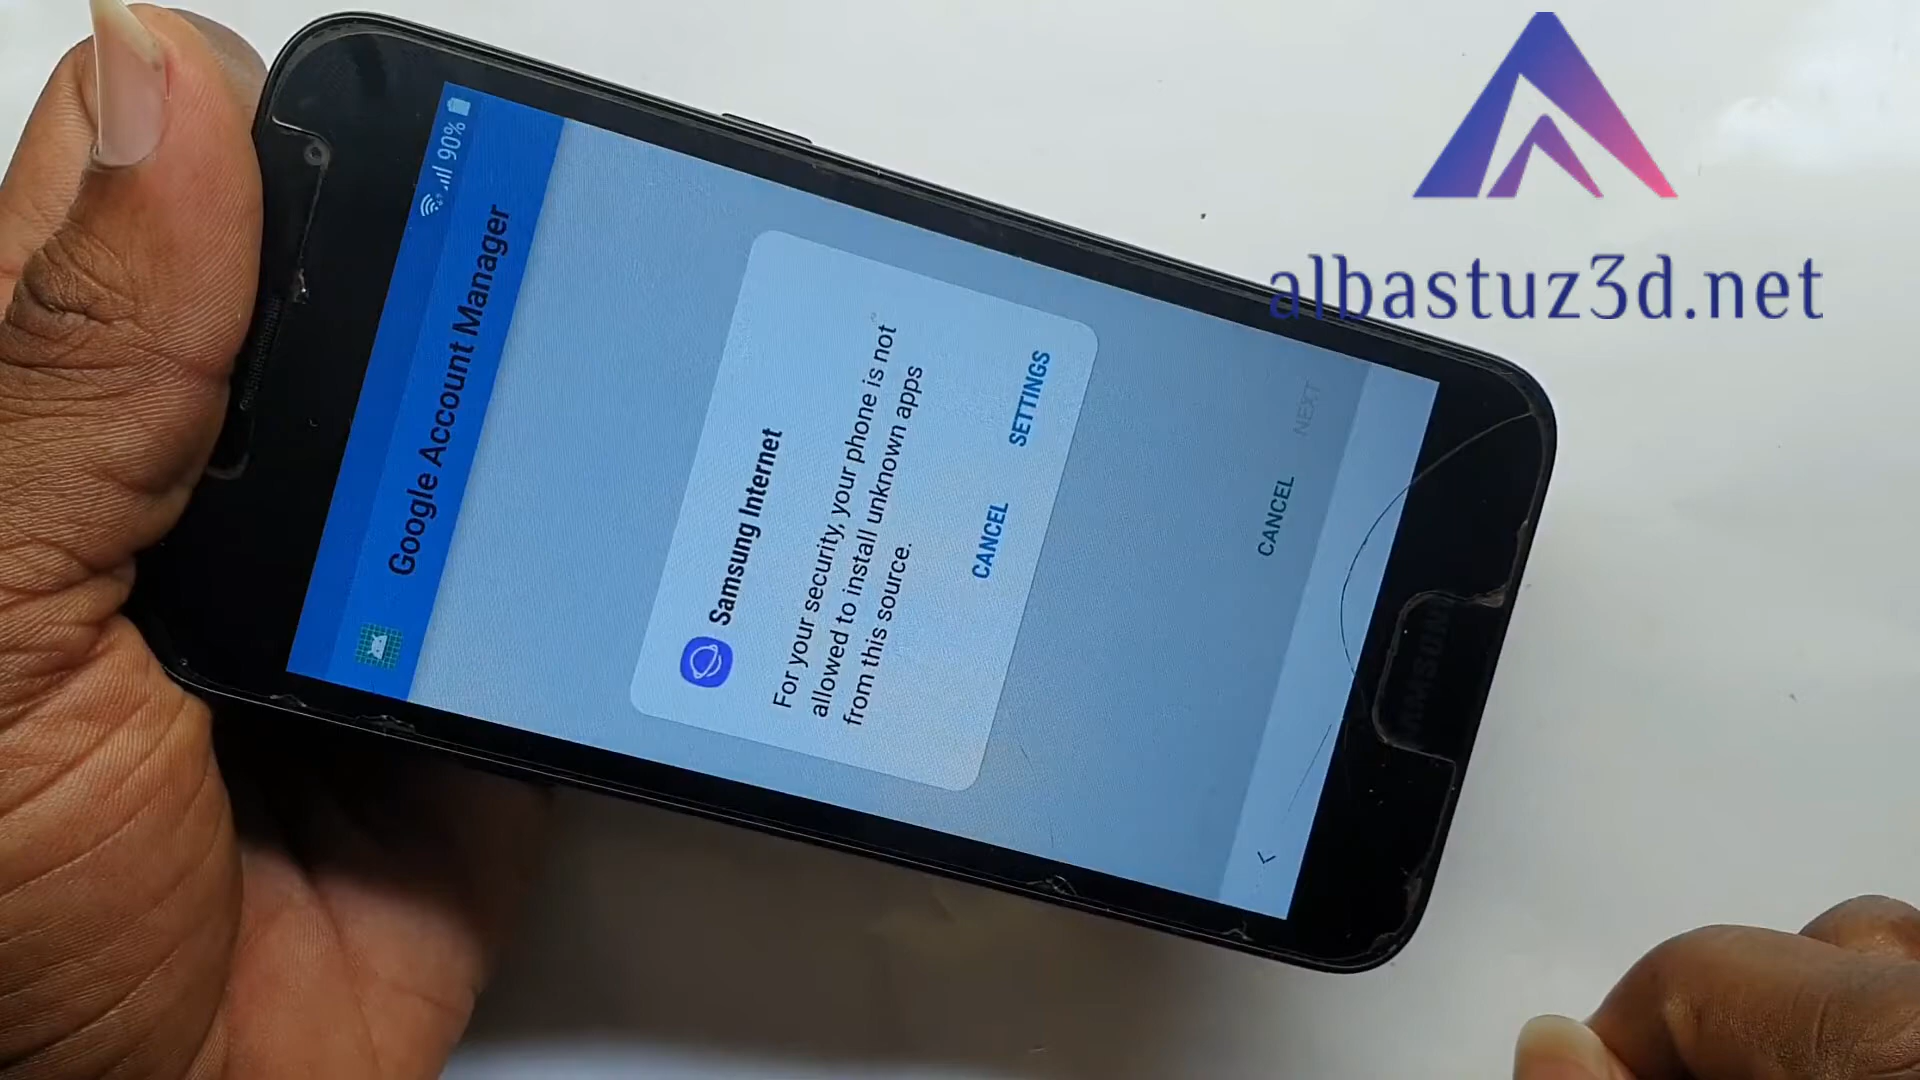 90%
Google Account Manager
Samsung Internet
For your security, your phone is not
allowed to install unknown apps
from this source.
CANCEL SETTINGS
CANCEL NEXT
SAMSUNG
albastuz3d.net